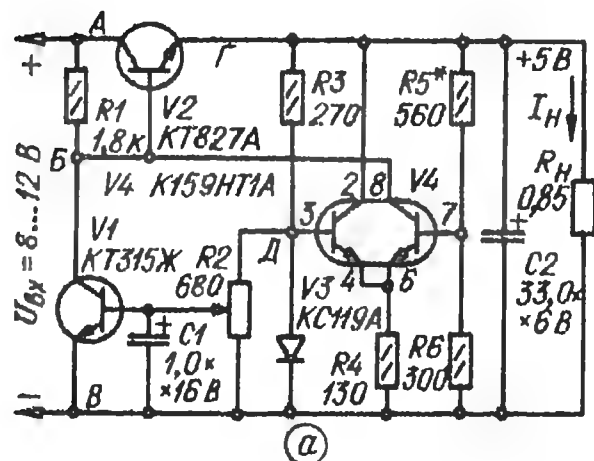 А
Г
+
R1
1,8к
V2
КТ827А
R3
270
R5*
560
+5 В
Iн
Rн
0,85
Б
V4 К159НТ1А
2
8
V4
3
7
4
6
Uвх = 8...12 В
V1
КТ315Ж
R2
680
Д
V3
КС119А
+
C1
1,0×
×16 В
R4
130
R6
300
+
C2
33,0×
×6 В
–
В
а